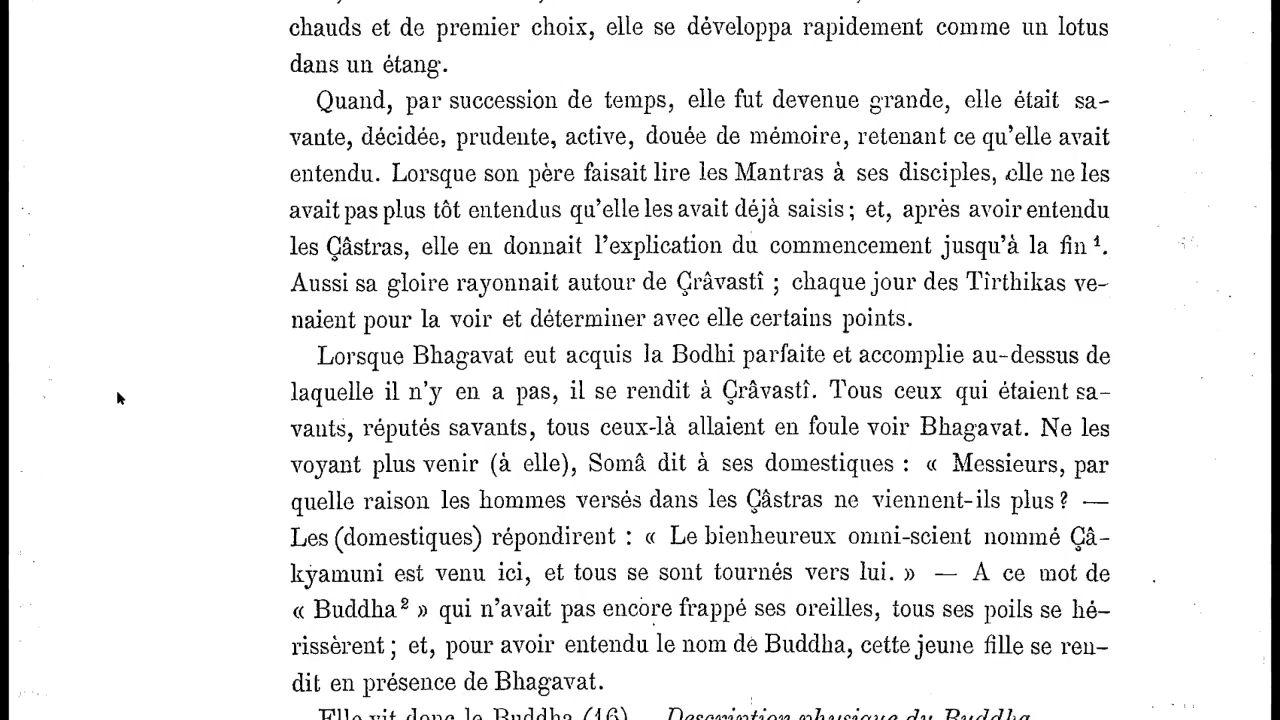 chauds et de premier choix, elle se développa rapidement comme un lotus
dans un étang.
Quand, par succession de temps, elle fut devenue grande, elle était sa-
vante, décidée, prudente, active, douée de mémoire, retenant ce qu'elle avait
entendu. Lorsque son père faisait lire les Mantras à ses disciples, elle ne les
avait pas plus tôt entendus qu'elle les avait déjà saisis ; et, après avoir entendu
les Çâstras, elle en donnait l'explication du commencement jusqu'à la fin ¹.
Aussi sa gloire rayonnait autour de Çrâvastî ; chaque jour des Tîrthikas ve-
naient pour la voir et déterminer avec elle certains points.
Lorsque Bhagavat eut acquis la Bodhi parfaite et accomplie au-dessus de
laquelle il n'y en a pas, il se rendit à Çrâvastî. Tous ceux qui étaient sa-
vants, réputés savants, tous ceux-là allaient en foule voir Bhagavat. Ne les
voyant plus venir (à elle), Somâ dit à ses domestiques : « Messieurs, par
quelle raison les hommes versés dans les Çâstras ne viennent-ils plus ? —
Les (domestiques) répondirent : « Le bienheureux omni-scient nommé Çâ-
kyamuni est venu ici, et tous se sont tournés vers lui. » — A ce mot de
« Buddha ² » qui n'avait pas encore frappé ses oreilles, tous ses poils se hé-
rissèrent ; et, pour avoir entendu le nom de Buddha, cette jeune fille se ren-
dit en présence de Bhagavat.
Elle vit donc le Buddha (16). Description physique du Buddha